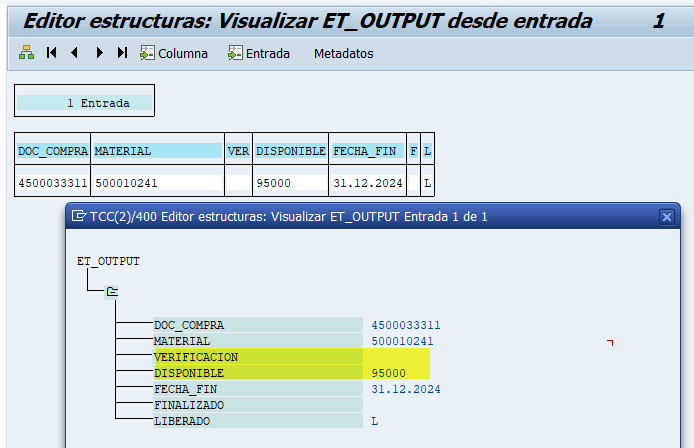 Editor estructuras: Visualizar ET_OUTPUT desde entrada 1
Columna Entrada Metadatos
1 Entrada
DOC_COMPRA MATERIAL VER DISPONIBLE FECHA_FIN F L
4500033311 500010241 95000 31.12.2024 L
TCC(2)/400 Editor estructuras: Visualizar ET_OUTPUT Entrada 1 de 1
ET_OUTPUT
DOC_COMPRA 4500033311
MATERIAL 500010241
VERIFICACION
DISPONIBLE 95000
FECHA_FIN 31.12.2024
FINALIZADO
LIBERADO L